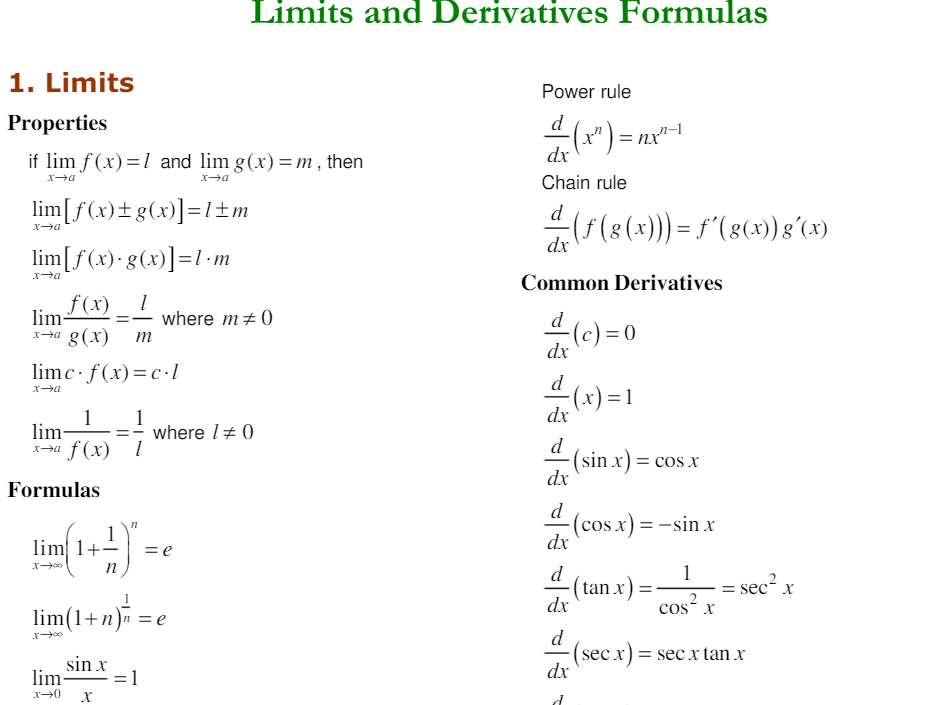 Limits and Derivatives Formulas
1. Limits
Properties
if lim_{x→a} f(x) = l and lim_{x→a} g(x) = m, then
lim_{x→a} [f(x) ± g(x)] = l ± m
lim_{x→a} [f(x) · g(x)] = l · m
lim_{x→a} f(x)/g(x) = l/m where m ≠ 0
lim_{x→a} c · f(x) = c · l
lim_{x→a} 1/f(x) = 1/l where l ≠ 0
Formulas
lim_{x→∞} (1 + 1/n)^n = e
lim_{x→∞} (1 + n)^{1/n} = e
lim_{x→0} sin x / x = 1
Power rule
d/dx (x^n) = nx^{n−1}
Chain rule
d/dx (f(g(x))) = f′(g(x)) g′(x)
Common Derivatives
d/dx (c) = 0
d/dx (x) = 1
d/dx (sin x) = cos x
d/dx (cos x) = −sin x
d/dx (tan x) = 1/cos² x = sec² x
d/dx (sec x) = sec x tan x
d